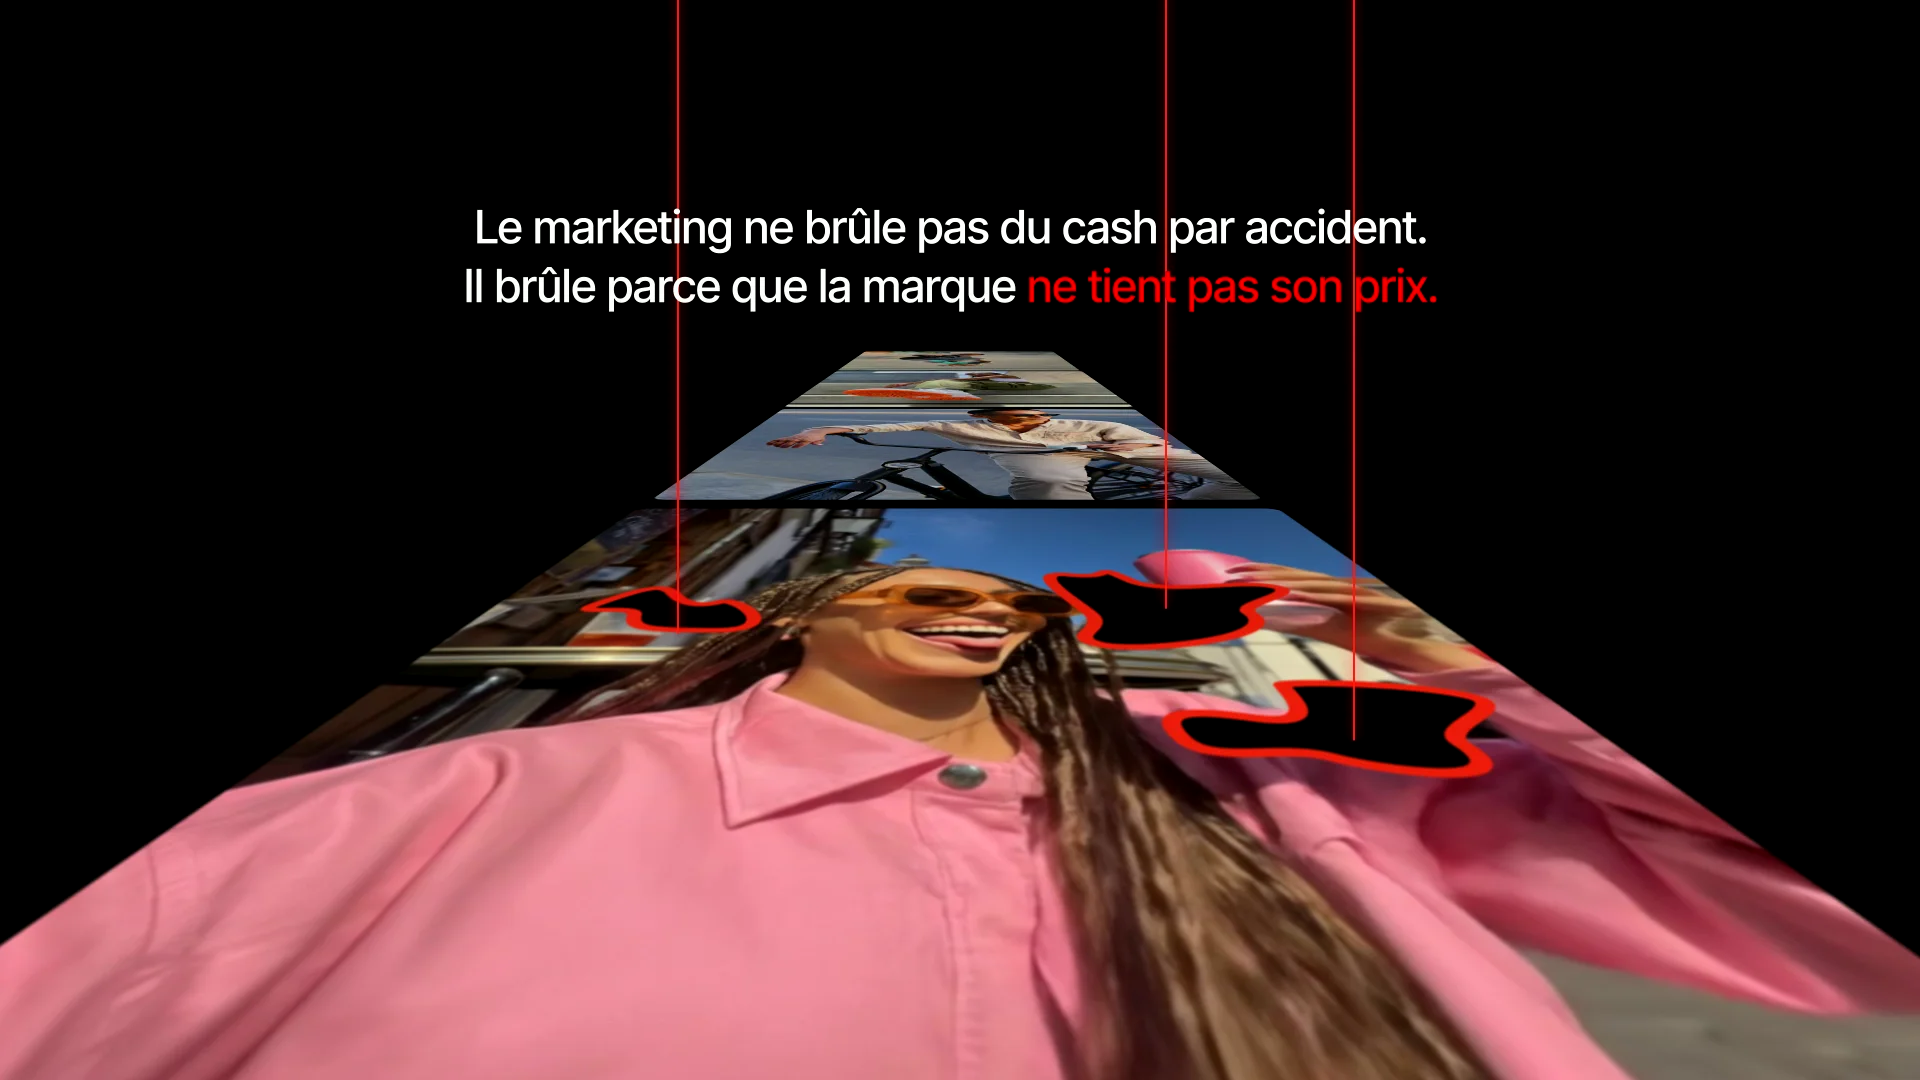 Le marketing ne brûle pas du cash par accident.
Il brûle parce que la marque ne tient pas son prix.